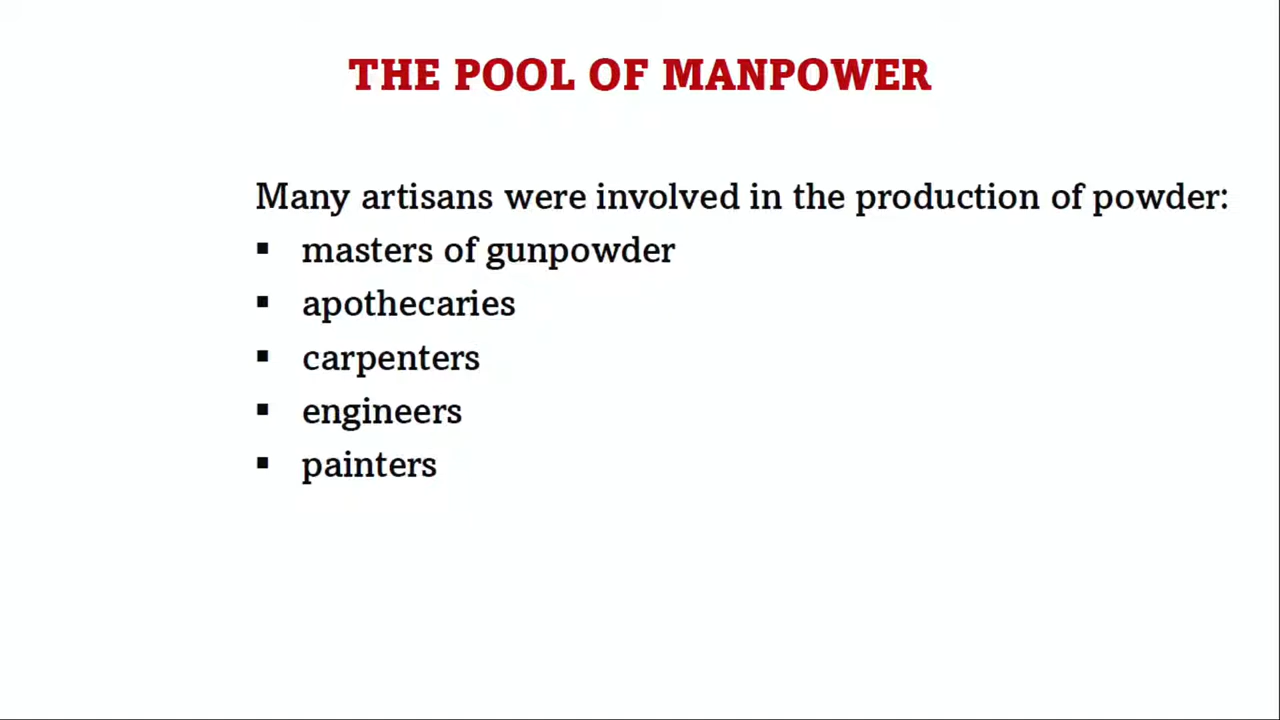 THE POOL OF MANPOWER
Many artisans were involved in the production of powder:
▪ masters of gunpowder
▪ apothecaries
▪ carpenters
▪ engineers
▪ painters